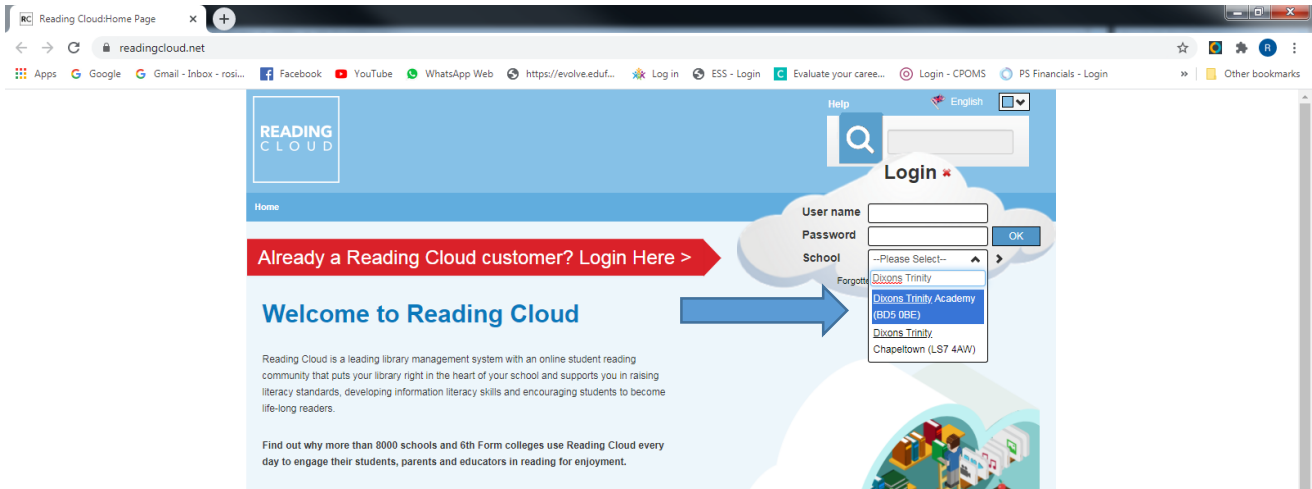 RC Reading Cloud:Home Page
readingcloud.net
R
Apps G Google G Gmail - Inbox - rosi... Facebook YouTube WhatsApp Web https://evolve.eduf... Log in ESS - Login C Evaluate your caree... Login - CPOMS PS Financials - Login » Other bookmarks
Help English
READING
CLOUD
Login
Home
User name
Password OK
Already a Reading Cloud customer? Login Here >
School --Please Select--
Forgotte
Dixons Trinity
Dixons Trinity Academy
(BD5 0BE)
Dixons Trinity
Chapeltown (LS7 4AW)
Welcome to Reading Cloud
Reading Cloud is a leading library management system with an online student reading
community that puts your library right in the heart of your school and supports you in raising
literacy standards, developing information literacy skills and encouraging students to become
life-long readers.
Find out why more than 8000 schools and 6th Form colleges use Reading Cloud every
day to engage their students, parents and educators in reading for enjoyment.